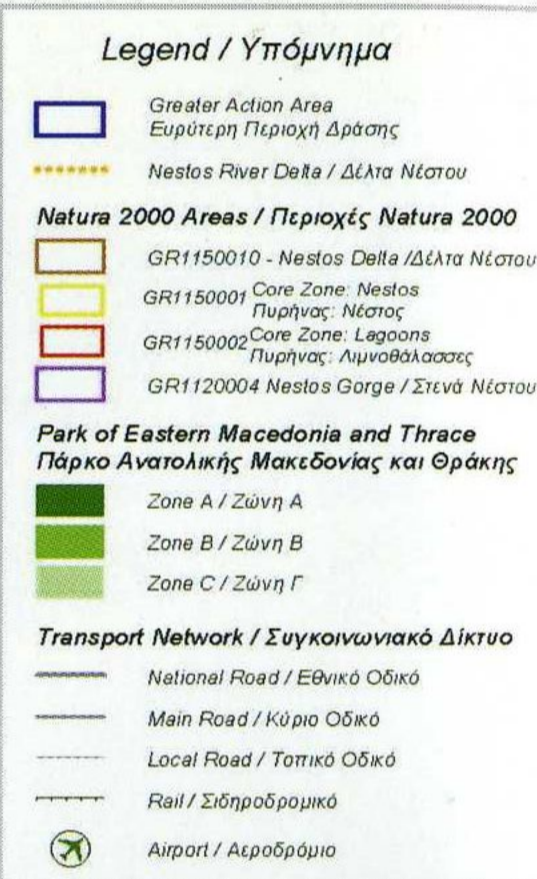 Legend / Υπόμνημα
Greater Action Area
Ευρύτερη Περιοχή Δράσης
Nestos River Delta / Δέλτα Νέστου
Natura 2000 Areas / Περιοχές Natura 2000
GR1150010 - Nestos Delta /Δέλτα Νέστου
GR1150001 Core Zone: Nestos
Πυρήνας: Νέστος
GR1150002 Core Zone: Lagoons
Πυρήνας: Λιμνοθάλασσες
GR1120004 Nestos Gorge / Στενά Νέστου
Park of Eastern Macedonia and Thrace
Πάρκο Ανατολικής Μακεδονίας και Θράκης
Zone A / Ζώνη Α
Zone B / Ζώνη Β
Zone C / Ζώνη Γ
Transport Network / Συγκοινωνιακό Δίκτυο
National Road / Εθνικό Οδικό
Main Road / Κύριο Οδικό
Local Road / Τοπικό Οδικό
Rail / Σιδηροδρομικό
Airport / Αεροδρόμιο